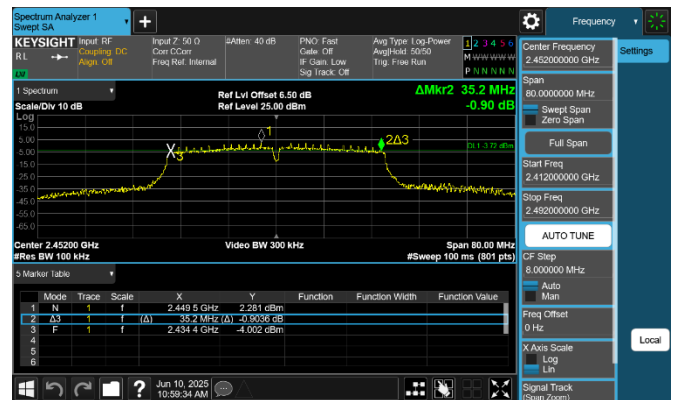 Spectrum Analyzer 1
Swept SA
Frequency
KEYSIGHT
Input: RF
Coupling: DC
Align: Off
Input Z: 50 Ω
Corr CCorr
Freq Ref: Internal
#Atten: 40 dB
PNO: Fast
Gate: Off
IF Gain: Low
Sig Track: Off
Avg Type: Log-Power
Avg|Hold: 50/50
Trig: Free Run
1 2 3 4 5 6
M W W W W W
P N N N N N
R L
LXI
1 Spectrum
Scale/Div 10 dB
Ref Lvl Offset 6.50 dB
Ref Level 25.00 dBm
ΔMkr2 35.2 MHz
-0.90 dB
Log
15.0
5.00
-5.00
-15.0
-25.0
-35.0
-45.0
-55.0
-65.0
1
2Δ3
3
DL1 -3.72 dBm
Center 2.45200 GHz
#Res BW 100 kHz
Video BW 300 kHz
Span 80.00 MHz
#Sweep 100 ms (801 pts)
5 Marker Table
Mode Trace Scale X Y Function Function Width Function Value
1 N 1 f 2.449 5 GHz 2.281 dBm
2 Δ3 1 f (Δ) 35.2 MHz (Δ) -0.9036 dB
3 F 1 f 2.434 4 GHz -4.002 dBm
4
5
6
Jun 10, 2025
10:59:34 AM
Center Frequency
2.452000000 GHz
Span
80.0000000 MHz
Swept Span
Zero Span
Full Span
Start Freq
2.412000000 GHz
Stop Freq
2.492000000 GHz
AUTO TUNE
CF Step
8.000000 MHz
Auto
Man
Freq Offset
0 Hz
X Axis Scale
Log
Lin
Signal Track
(Span Zoom)
Settings
Local